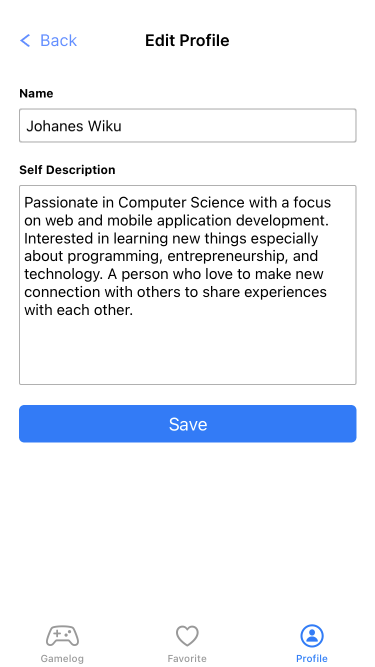 Back
Edit Profile
Name
Johanes Wiku
Self Description
Passionate in Computer Science with a focus
on web and mobile application development.
Interested in learning new things especially
about programming, entrepreneurship, and
technology. A person who love to make new
connection with others to share experiences
with each other.
Save
Gamelog
Favorite
Profile